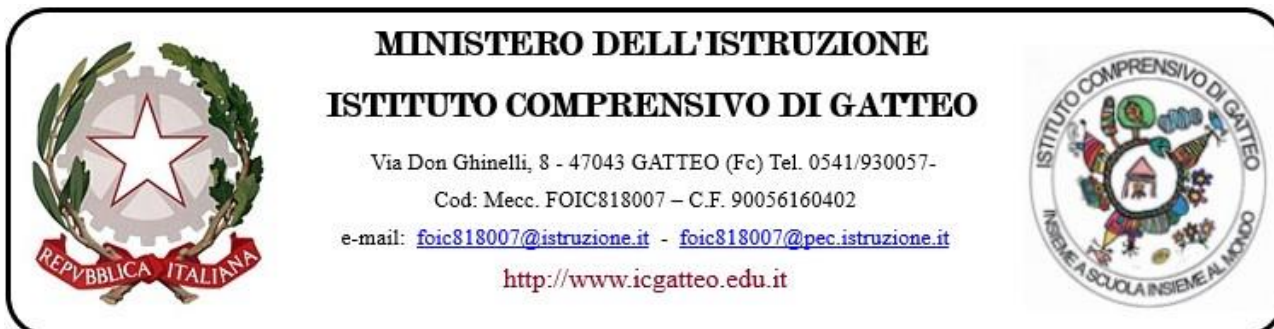 MINISTERO DELL'ISTRUZIONE
ISTITUTO COMPRENSIVO DI GATTEO
Via Don Ghinelli, 8 - 47043 GATTEO (Fc) Tel. 0541/930057-
Cod: Mecc. FOIC818007 – C.F. 90056160402
e-mail: foic818007@istruzione.it - foic818007@pec.istruzione.it
http://www.icgatteo.edu.it
REPVBBLICA ITALIANA
ISTITUTO COMPRENSIVO DI GATTEO
INSIEME A SCUOLA INSIEME AL MONDO